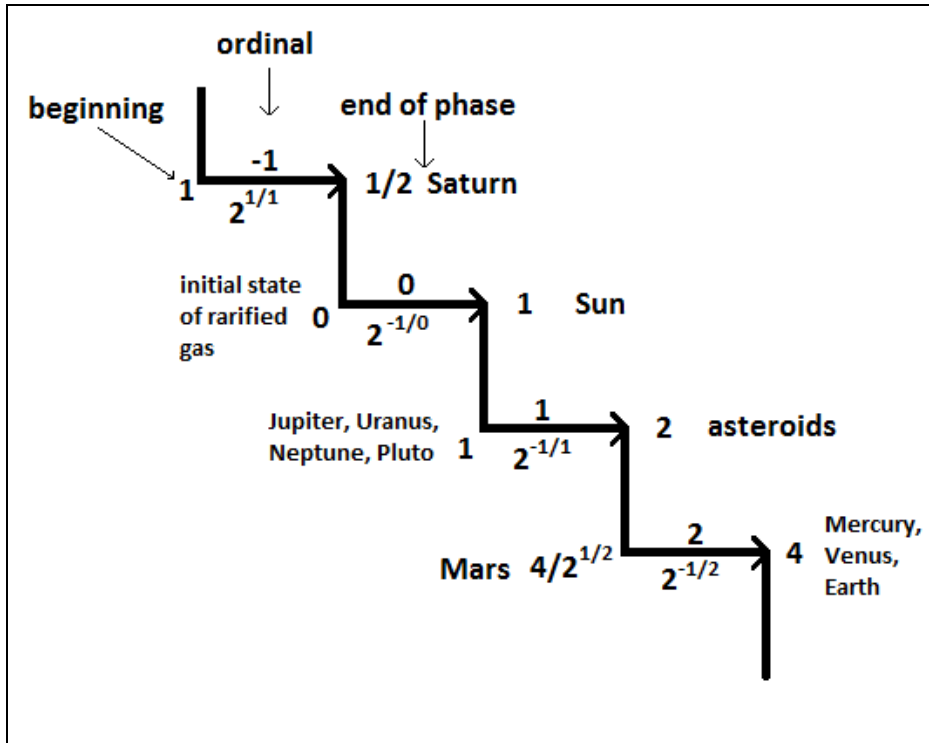 ordinal
beginning
end of phase
-1
1
1/2 Saturn
2^{1/1}
initial state
of rarified
gas
0
0
1 Sun
2^{-1/0}
Jupiter, Uranus,
Neptune, Pluto
1
1
2 asteroids
2^{-1/1}
Mars 4/2^{1/2}
2
2^{-1/2}
4
Mercury,
Venus,
Earth